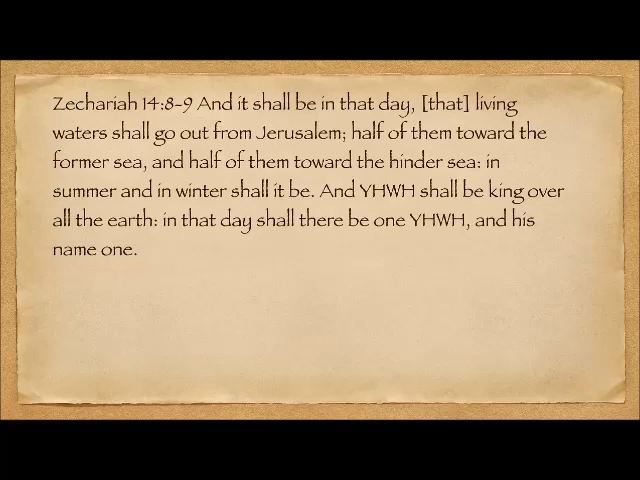 Zechariah 14:8-9 And it shall be in that day, [that] living
waters shall go out from Jerusalem; half of them toward the
former sea, and half of them toward the hinder sea: in
summer and in winter shall it be. And YHWH shall be king over
all the earth: in that day shall there be one YHWH, and his
name one.